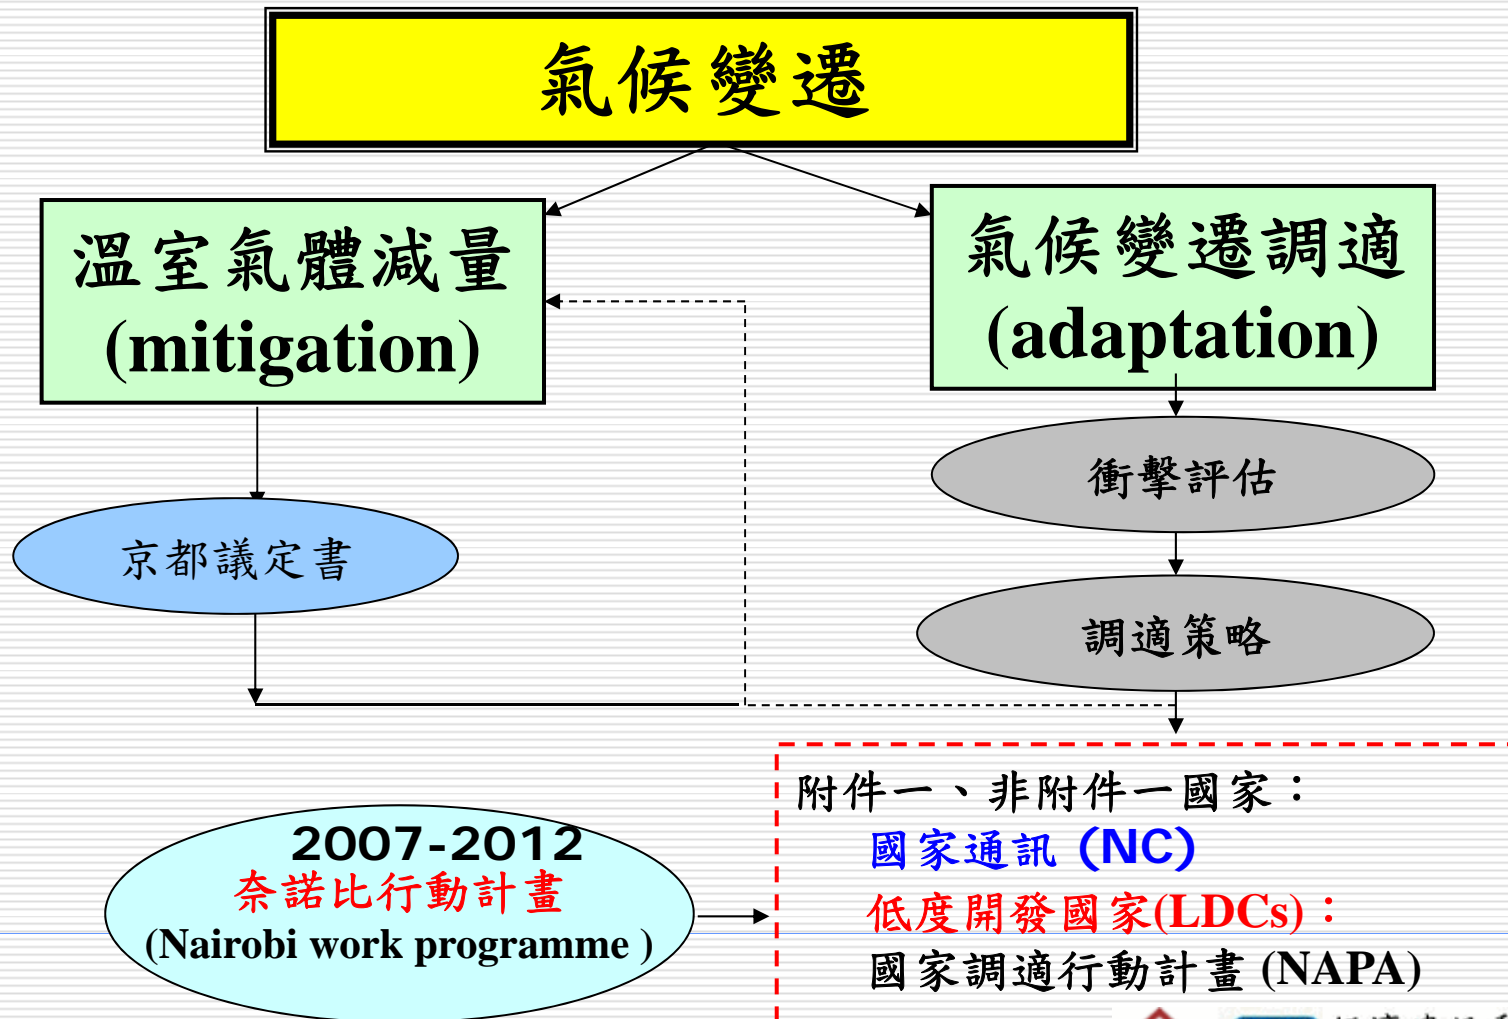 氣候變遷
溫室氣體減量
(mitigation)
氣候變遷調適
(adaptation)
衝擊評估
京都議定書
調適策略
附件一、非附件一國家：
國家通訊 (NC)
低度開發國家(LDCs)：
國家調適行動計畫 (NAPA)
2007-2012
奈諾比行動計畫
(Nairobi work programme )